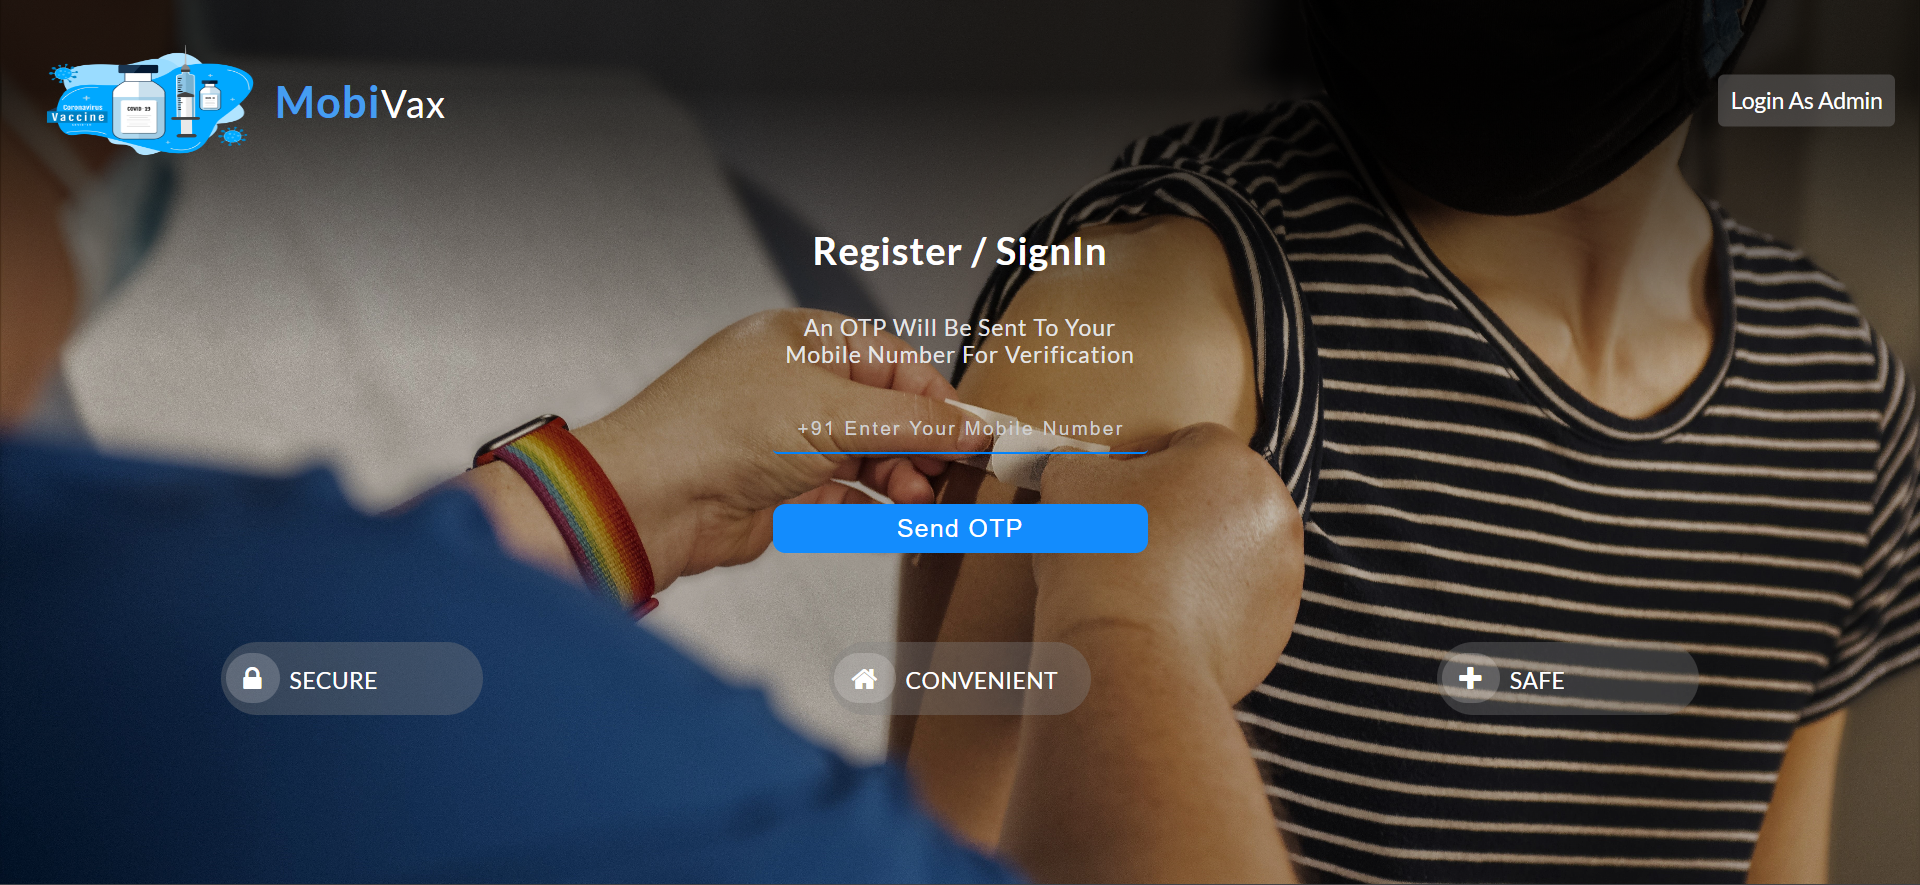 Coronavirus
Vaccine
COVID-19
MobiVax
Login As Admin
Register / SignIn
An OTP Will Be Sent To Your
Mobile Number For Verification
+91 Enter Your Mobile Number
Send OTP
SECURE
CONVENIENT
SAFE